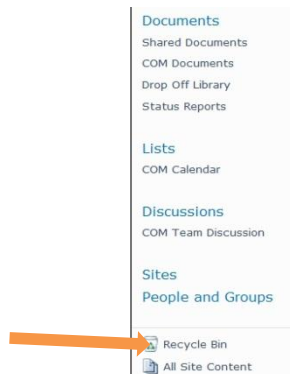 Documents
Shared Documents
COM Documents
Drop Off Library
Status Reports
Lists
COM Calendar
Discussions
COM Team Discussion
Sites
People and Groups
Recycle Bin
All Site Content